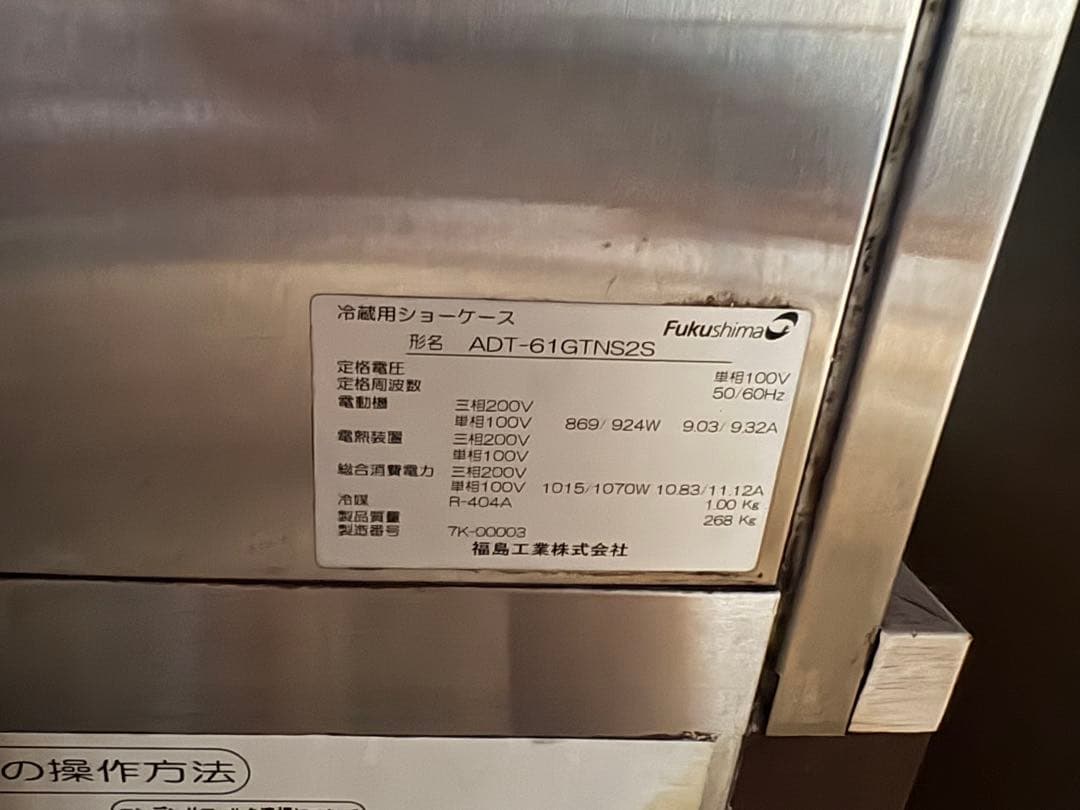 冷蔵用ショーケース
Fukushima
形名 ADT-61GTNS2S
定格電圧 単相100V
定格周波数 50/60Hz
電動機 三相200V
単相100V 869/924W 9.03/9.32A
電熱装置 三相200V
単相100V
総合消費電力 三相200V
単相100V 1015/1070W 10.83/11.12A
冷媒 R-404A 1.00 Kg
製品質量 268 Kg
製造番号 7K-00003
福島工業株式会社
の操作方法